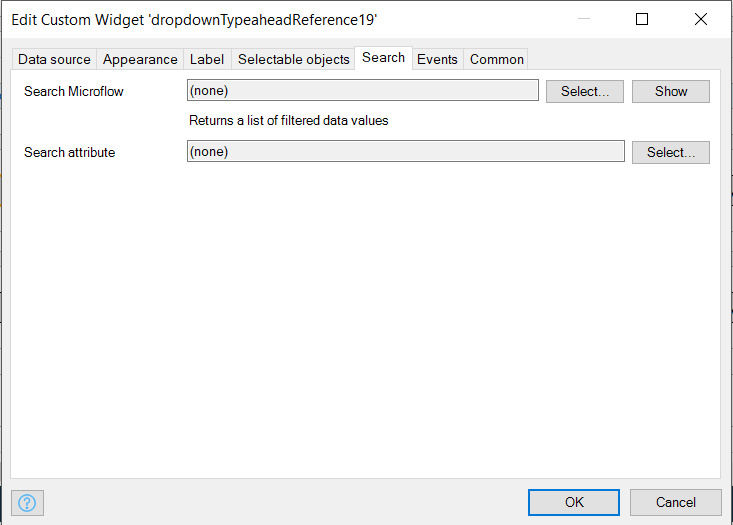 Edit Custom Widget 'dropdownTypeaheadReference19'
Data source Appearance Label Selectable objects Search Events Common
Search Microflow (none) Select... Show
Returns a list of filtered data values
Search attribute (none) Select...
? OK Cancel